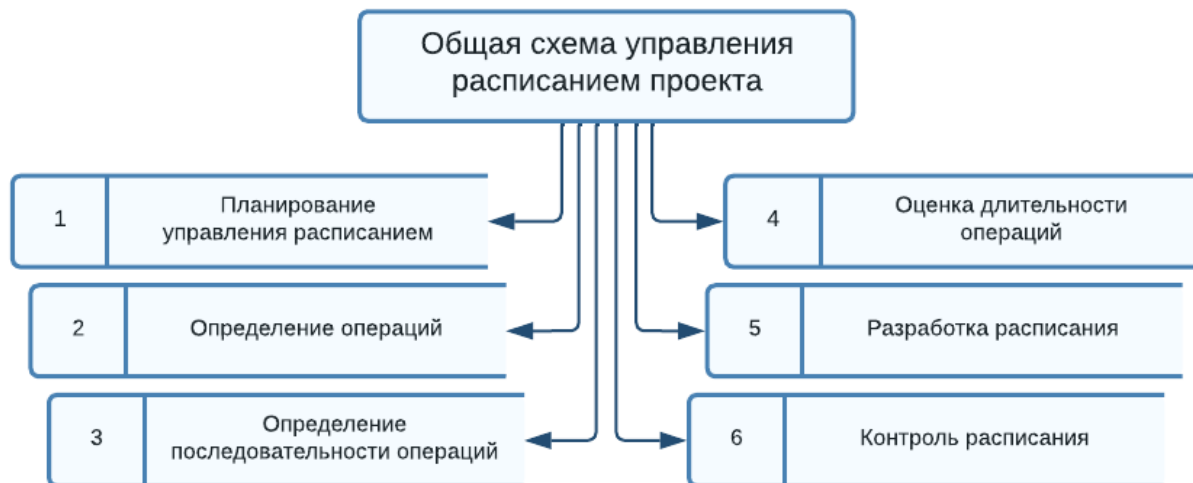 Общая схема управления
расписанием проекта
1
Планирование
управления расписанием
2
Определение операций
3
Определение
последовательности операций
4
Оценка длительности
операций
5
Разработка расписания
6
Контроль расписания